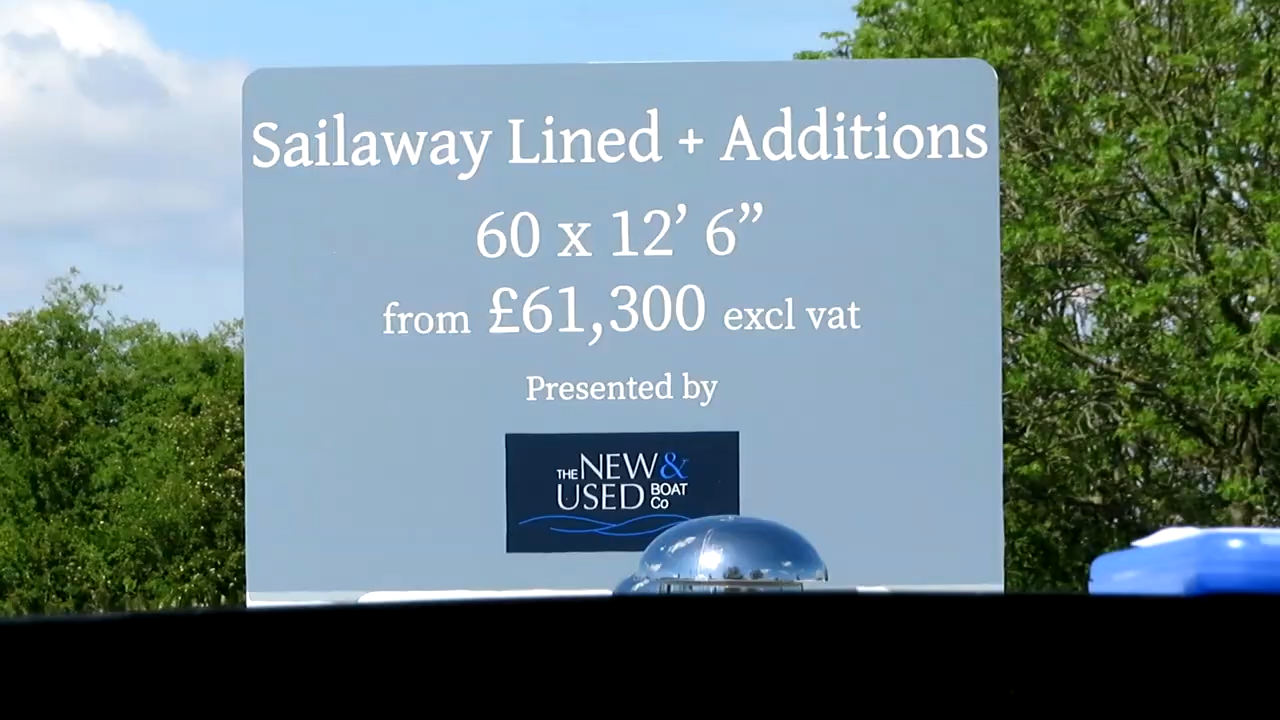 Sailaway Lined + Additions
60 x 12’ 6”
from £61,300 excl vat
Presented by
THE NEW &
USED BOAT Co